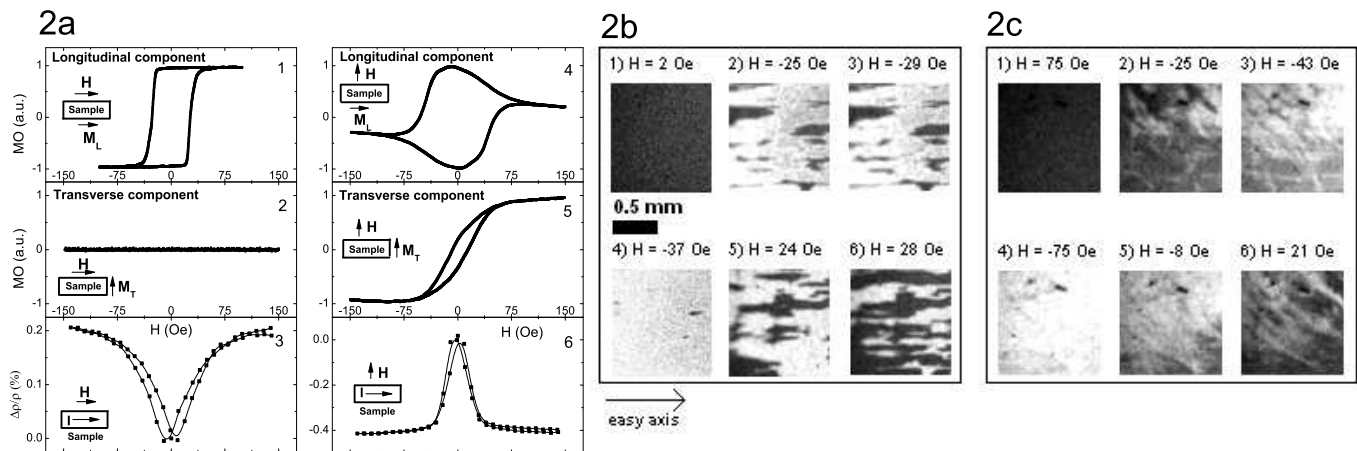 2a
Longitudinal component
1
H
Sample
M_L
MO (a.u.)
1
0
-1
-150 -75 0 75 150
Transverse component
2
H
Sample
M_T
MO (a.u.)
1
0
-1
-150 -75 0 75 150
H (Oe)
3
Δρ/ρ (%)
0.2
0.1
0.0
H
I
Sample
Longitudinal component
4
H
Sample
M_L
1
0
-1
-150 -75 0 75 150
Transverse component
5
H
Sample
M_T
1
0
-1
-150 -75 0 75 150
H (Oe)
6
0.0
-0.2
-0.4
H
I
Sample
2b
1) H = 2 Oe
2) H = -25 Oe
3) H = -29 Oe
0.5 mm
4) H = -37 Oe
5) H = 24 Oe
6) H = 28 Oe
easy axis
2c
1) H = 75 Oe
2) H = -25 Oe
3) H = -43 Oe
4) H = -75 Oe
5) H = -8 Oe
6) H = 21 Oe